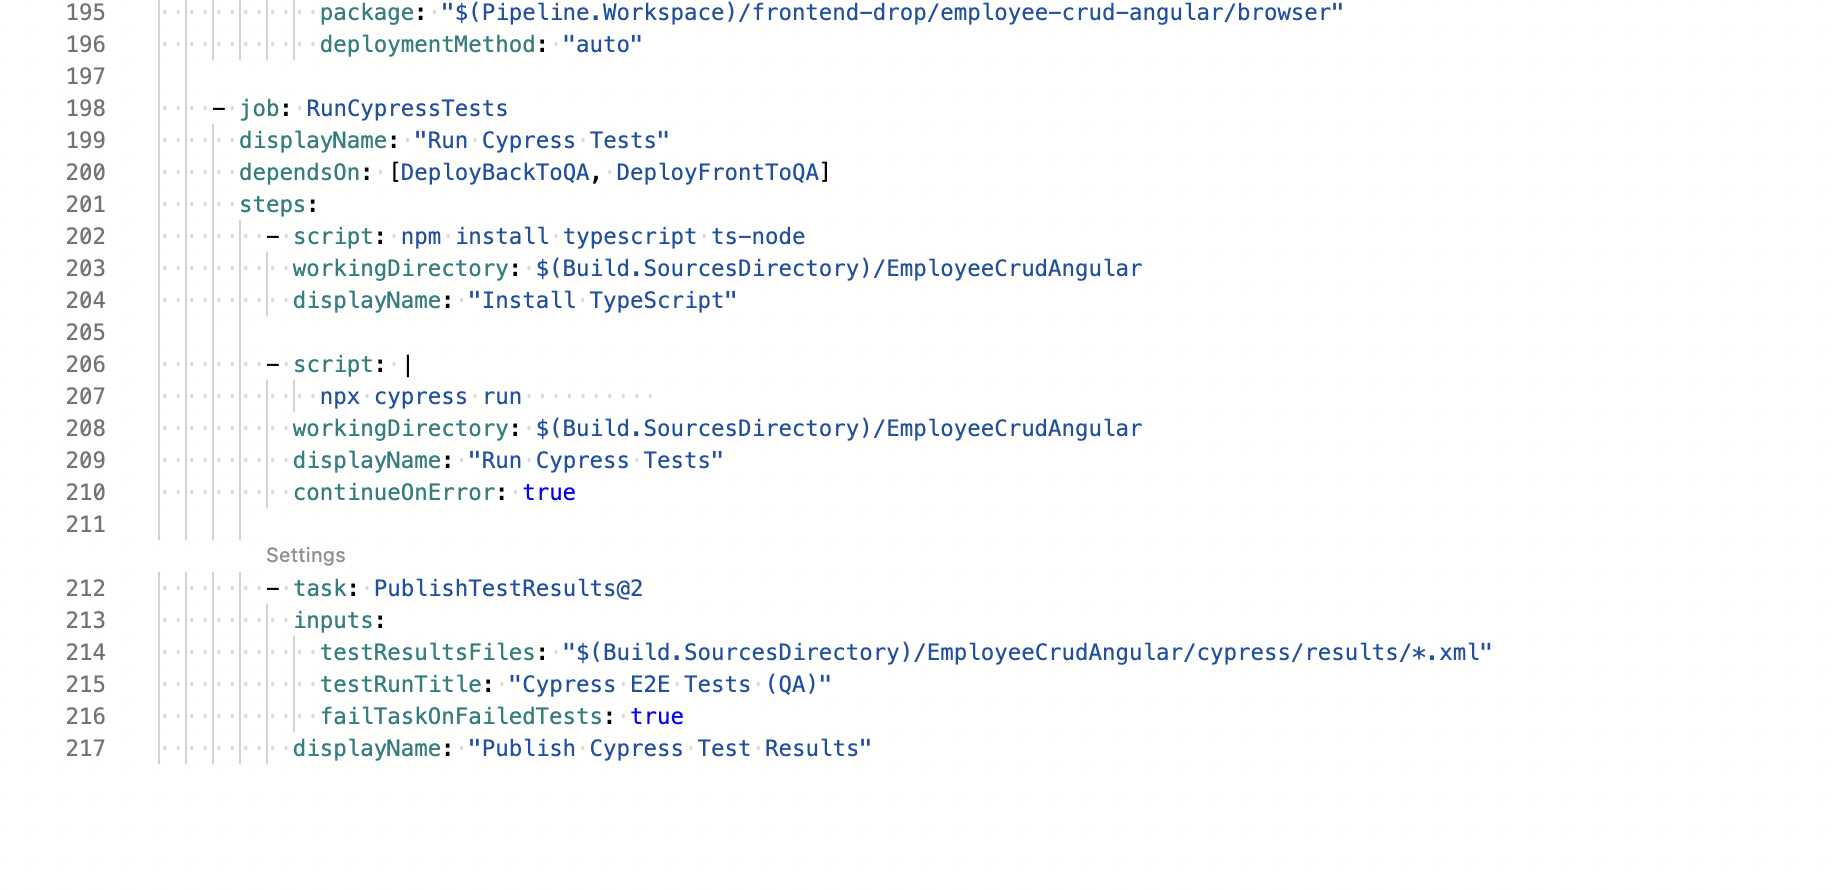 195 package: "$(Pipeline.Workspace)/frontend-drop/employee-crud-angular/browser"
196 deploymentMethod: "auto"
197
198 - job: RunCypressTests
199 displayName: "Run Cypress Tests"
200 dependsOn: [DeployBackToQA, DeployFrontToQA]
201 steps:
202 - script: npm install typescript ts-node
203 workingDirectory: $(Build.SourcesDirectory)/EmployeeCrudAngular
204 displayName: "Install TypeScript"
205
206 - script: |
207 npx cypress run
208 workingDirectory: $(Build.SourcesDirectory)/EmployeeCrudAngular
209 displayName: "Run Cypress Tests"
210 continueOnError: true
211
Settings
212 - task: PublishTestResults@2
213 inputs:
214 testResultsFiles: "$(Build.SourcesDirectory)/EmployeeCrudAngular/cypress/results/*.xml"
215 testRunTitle: "Cypress E2E Tests (QA)"
216 failTaskOnFailedTests: true
217 displayName: "Publish Cypress Test Results"